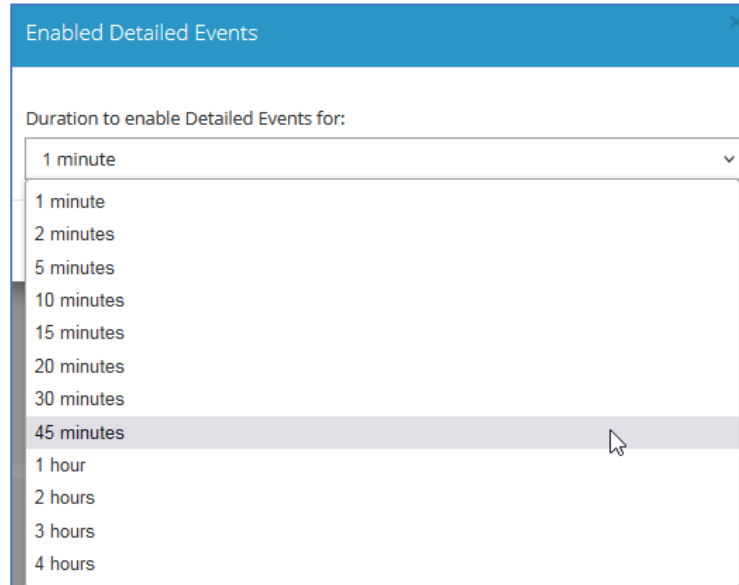 Enabled Detailed Events
Duration to enable Detailed Events for:
1 minute
1 minute
2 minutes
5 minutes
10 minutes
15 minutes
20 minutes
30 minutes
45 minutes
1 hour
2 hours
3 hours
4 hours